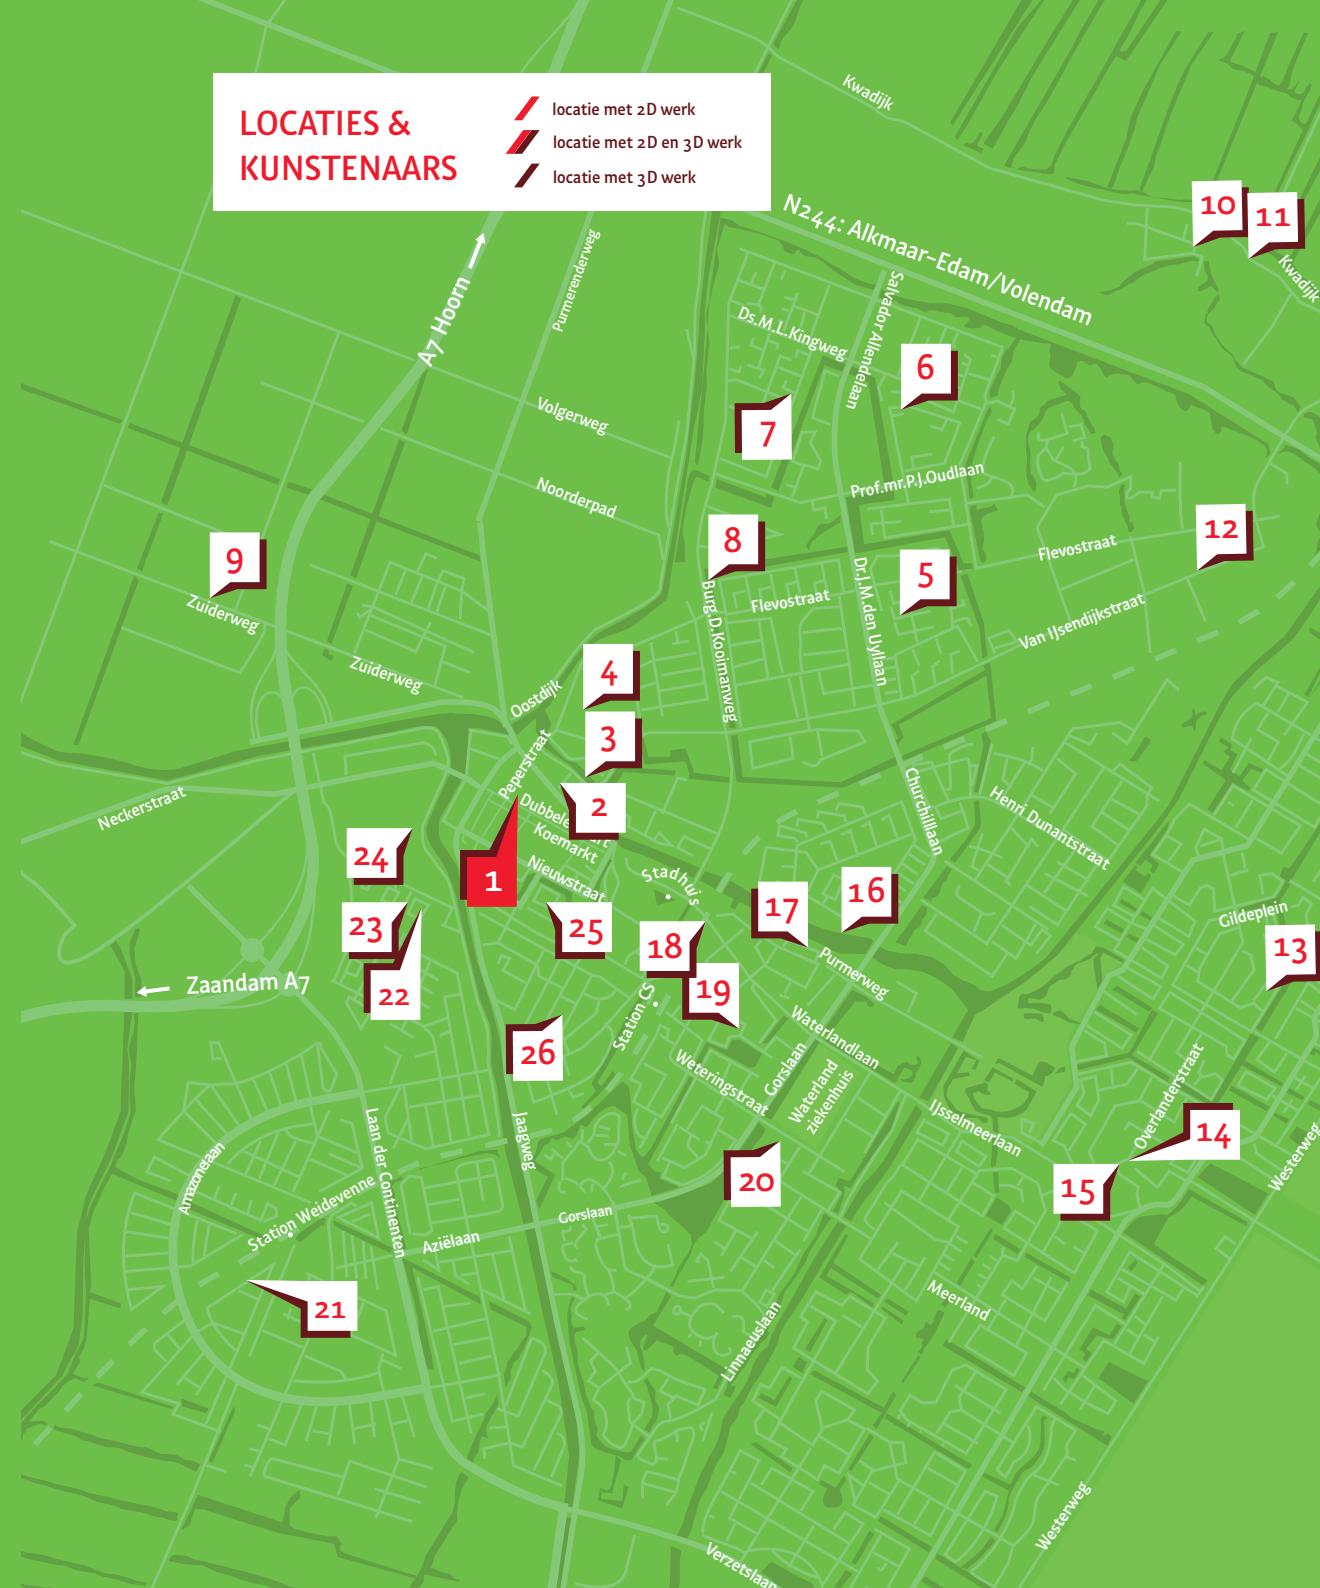 LOCATIES &
KUNSTENAARS
locatie met 2D werk
locatie met 2D en 3D werk
locatie met 3D werk
Kwadijk
N244: Alkmaar-Edam/Volendam
10
11
Kwadijk
A7 Hoorn
Purmerenderweg
Ds.M.L.Kingweg
Salvador Allendelaan
6
7
Volgerweg
Noorderpad
Prof.mr.P.J.Oudlaan
8
9
12
Flevostraat
5
Zuiderweg
Flevostraat
Burg.D.Kooimanweg
Dr.J.M.den Uyllaan
Van IJsendijkstraat
Zuiderweg
4
Oostdijk
3
Peperstraat
Neckerstraat
2
Koemarkt
Nieuwstraat
Churchilllaan
Henri Dunantstraat
24
1
Stadhuis
17
16
Gildeplein
23
25
18
13
22
19
Zaandam A7
Purmerweg
Station CS
26
Waterlandlaan
Weteringstraat
Gorslaan
Waterland
ziekenhuis
IJsselmeerlaan
Overlanderstraat
14
Westerweg
Jaagweg
Laan der Continenten
Amazonelaan
20
15
Station Weidevenne
Gorslaan
Aziëlaan
21
Meerland
Linnaeuslaan
Westerweg
Verzetslaan